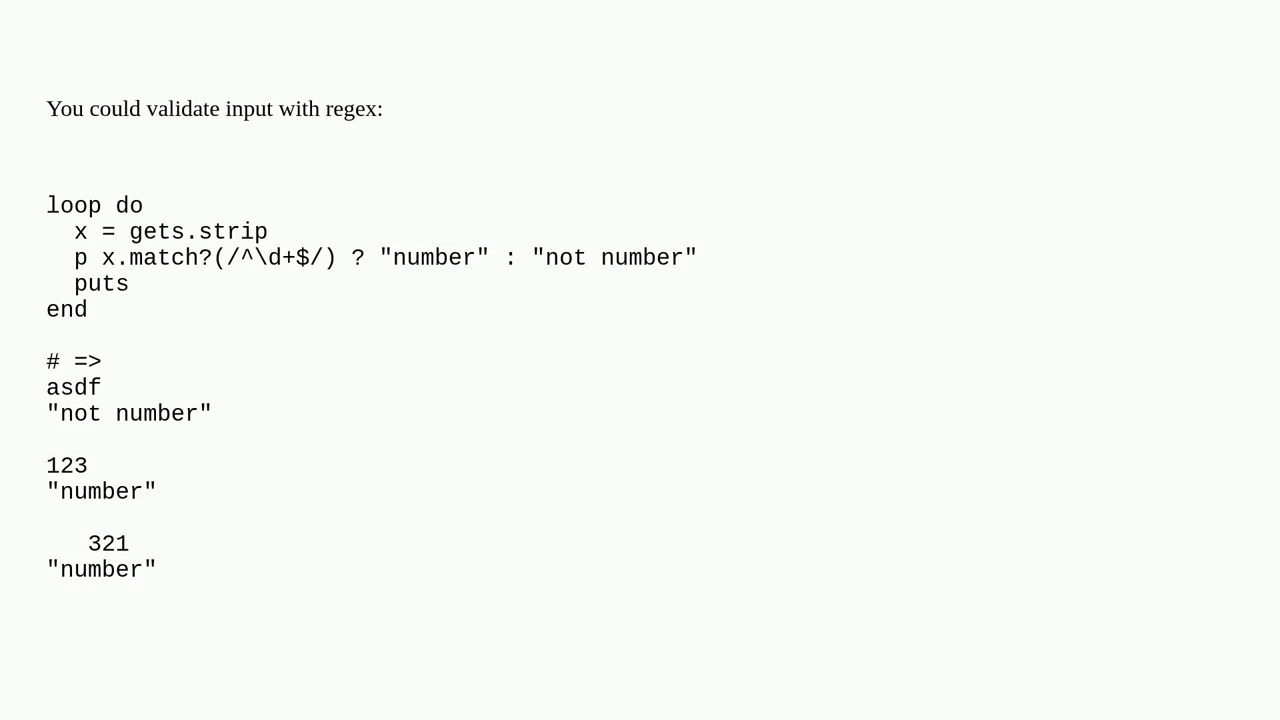 You could validate input with regex:
loop do
  x = gets.strip
  p x.match?(/^\d+$/) ? "number" : "not number"
  puts
end
# =>
asdf
"not number"
123
"number"
   321
"number"